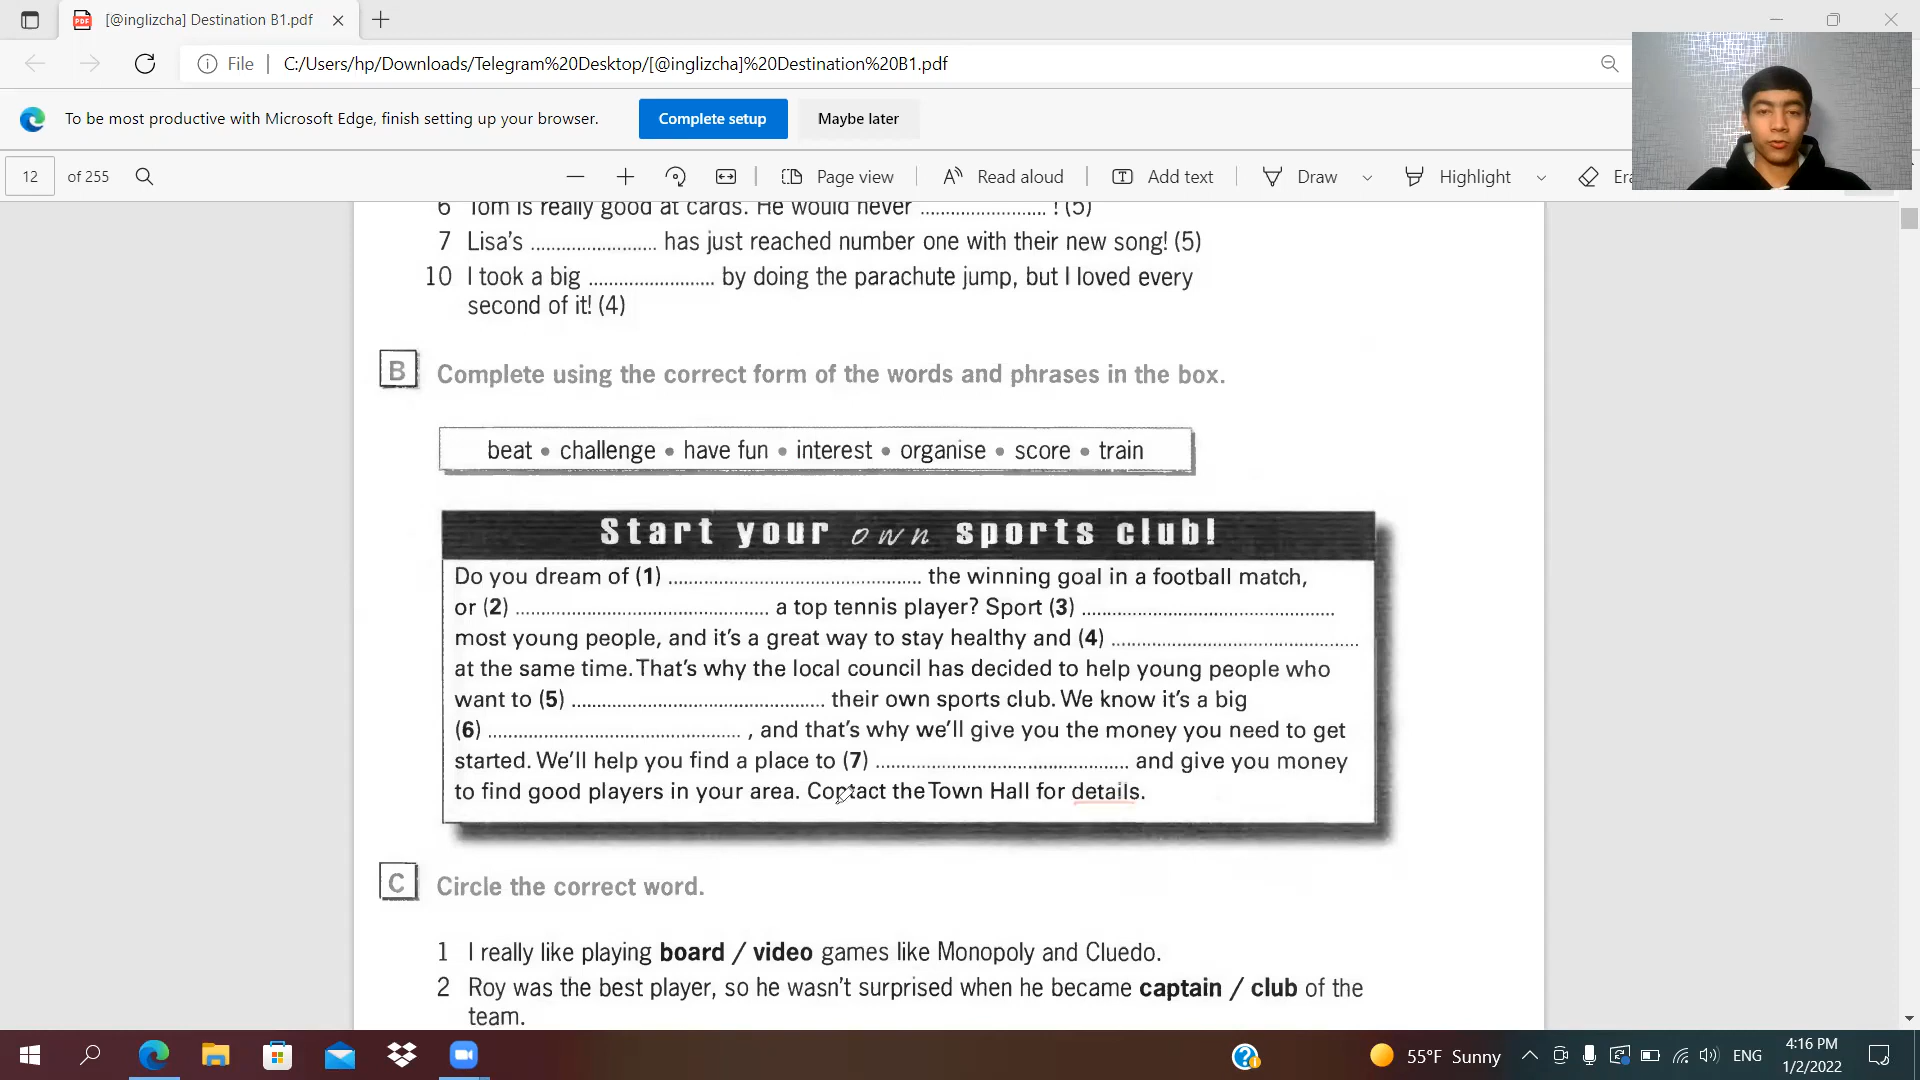 [@inglizcha] Destination B1.pdf
File
C:/Users/hp/Downloads/Telegram%20Desktop/[@inglizcha]%20Destination%20B1.pdf
To be most productive with Microsoft Edge, finish setting up your browser.
Complete setup
Maybe later
12 of 255
Page view
Read aloud
Add text
Draw
Highlight
Era
6 Tom is really good at cards. He would never ........................ ! (5)
7 Lisa's ........................ has just reached number one with their new song! (5)
10 I took a big ........................ by doing the parachute jump, but I loved every
second of it! (4)
B Complete using the correct form of the words and phrases in the box.
beat • challenge • have fun • interest • organise • score • train
Start your own sports club!
Do you dream of (1) ........................................ the winning goal in a football match,
or (2) ........................................ a top tennis player? Sport (3) ........................................
most young people, and it's a great way to stay healthy and (4) ........................................
at the same time. That's why the local council has decided to help young people who
want to (5) ........................................ their own sports club. We know it's a big
(6) ........................................ , and that's why we'll give you the money you need to get
started. We'll help you find a place to (7) ........................................ and give you money
to find good players in your area. Contact the Town Hall for details.
C Circle the correct word.
1 I really like playing board / video games like Monopoly and Cluedo.
2 Roy was the best player, so he wasn't surprised when he became captain / club of the
team.
55°F Sunny
ENG
4:16 PM
1/2/2022